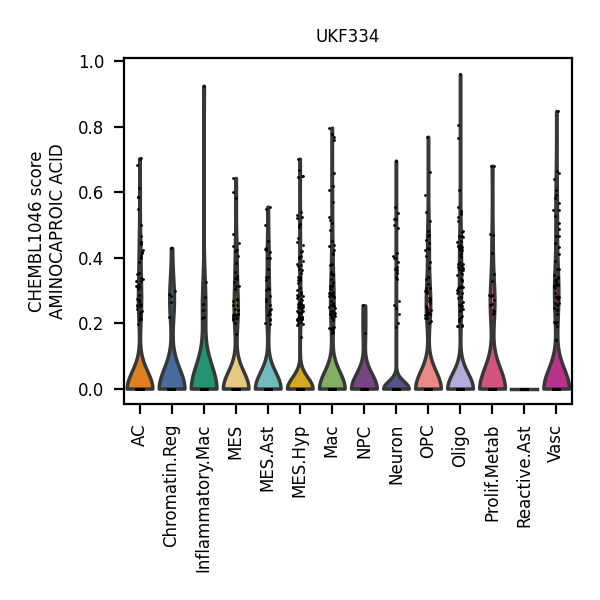 UKF334
CHEMBL1046 score
AMINOCAPROIC ACID
1.0
0.8
0.6
0.4
0.2
0.0
AC
Chromatin.Reg
Inflammatory.Mac
MES
MES.Ast
MES.Hyp
Mac
NPC
Neuron
OPC
Oligo
Prolif.Metab
Reactive.Ast
Vasc